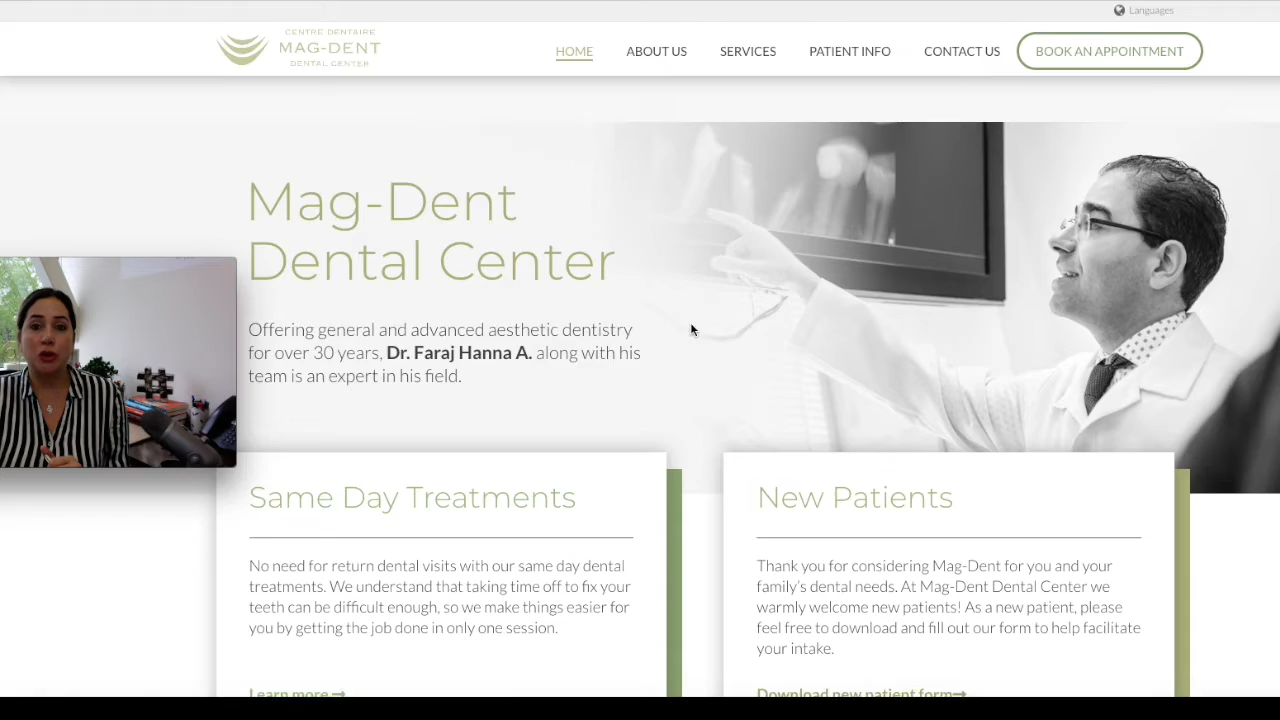 Languages
CENTRE DENTAIRE
MAG-DENT
DENTAL CENTER
HOME
ABOUT US
SERVICES
PATIENT INFO
CONTACT US
BOOK AN APPOINTMENT
Mag-Dent
Dental Center
Offering general and advanced aesthetic dentistry
for over 30 years, Dr. Faraj Hanna A. along with his
team is an expert in his field.
Same Day Treatments
No need for return dental visits with our same day dental
treatments. We understand that taking time off to fix your
teeth can be difficult enough, so we make things easier for
you by getting the job done in only one session.
Learn more
New Patients
Thank you for considering Mag-Dent for you and your
family's dental needs. At Mag-Dent Dental Center we
warmly welcome new patients! As a new patient, please
feel free to download and fill out our form to help facilitate
your intake.
Download new patient form